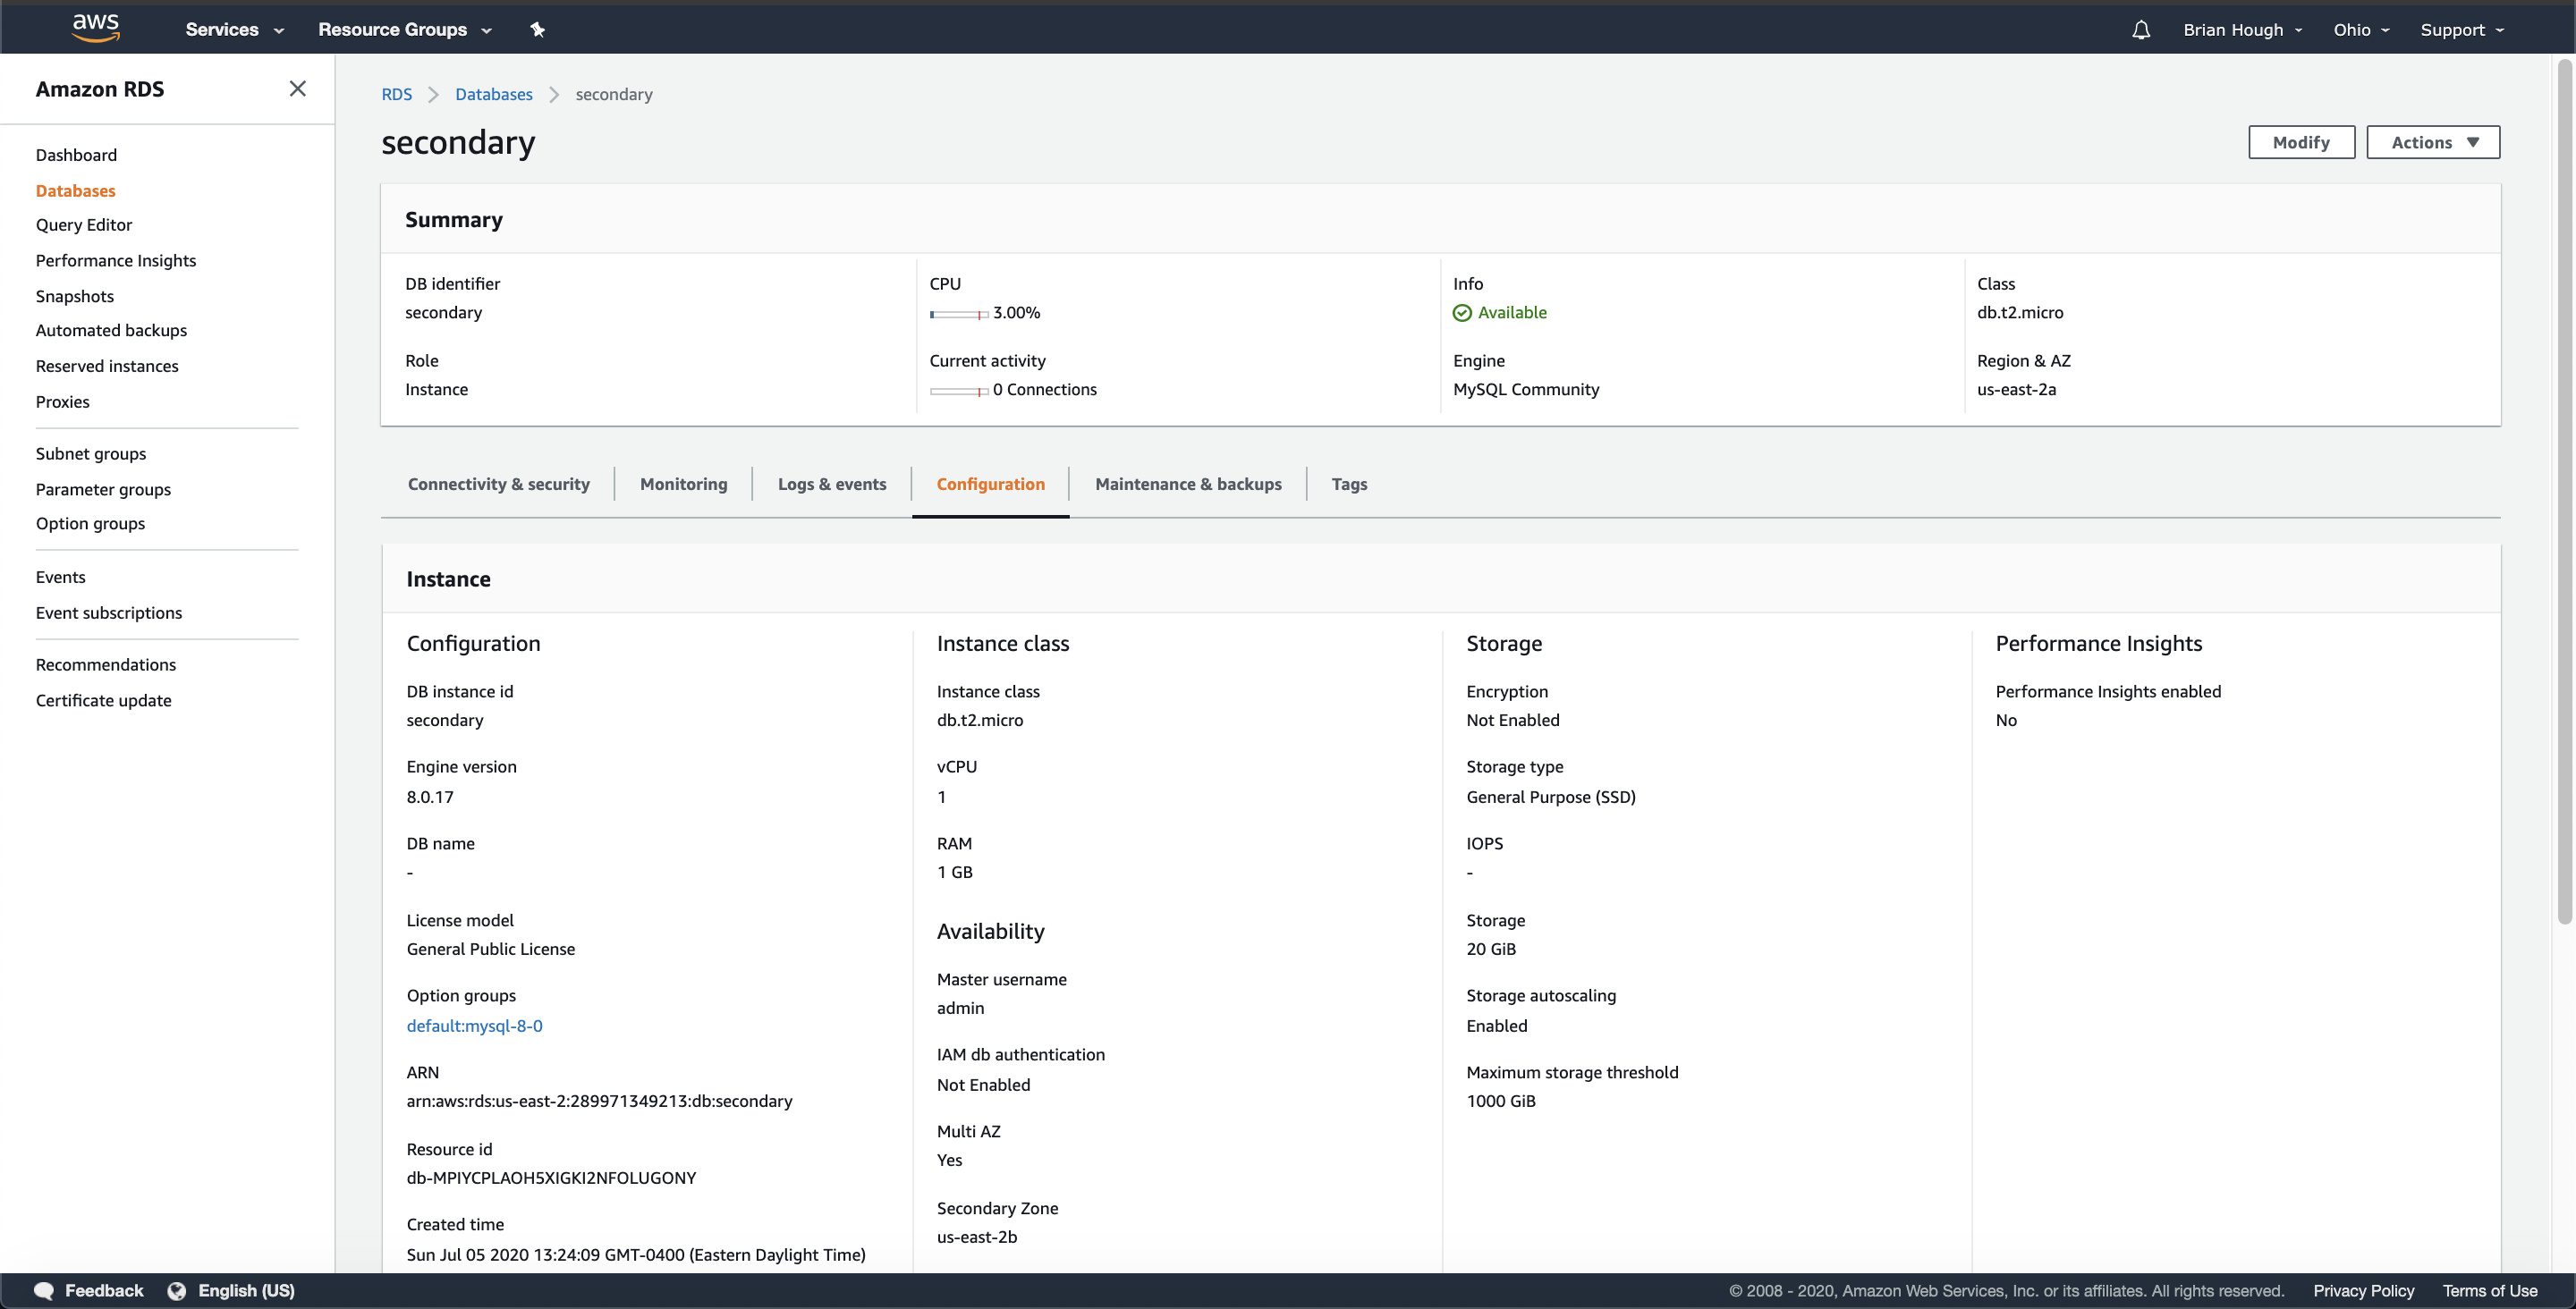 aws Services Resource Groups Brian Hough Ohio Support
Amazon RDS
Dashboard
Databases
Query Editor
Performance Insights
Snapshots
Automated backups
Reserved instances
Proxies
Subnet groups
Parameter groups
Option groups
Events
Event subscriptions
Recommendations
Certificate update
RDS Databases secondary
secondary
Modify Actions
Summary
DB identifier
secondary
Role
Instance
CPU
3.00%
Current activity
0 Connections
Info
Available
Engine
MySQL Community
Class
db.t2.micro
Region & AZ
us-east-2a
Connectivity & security Monitoring Logs & events Configuration Maintenance & backups Tags
Instance
Configuration
DB instance id
secondary
Engine version
8.0.17
DB name
-
License model
General Public License
Option groups
default:mysql-8-0
ARN
arn:aws:rds:us-east-2:289971349213:db:secondary
Resource id
db-MPIYCPLAOH5XIGKI2NFOLUGONY
Created time
Sun Jul 05 2020 13:24:09 GMT-0400 (Eastern Daylight Time)
Instance class
Instance class
db.t2.micro
vCPU
1
RAM
1 GB
Availability
Master username
admin
IAM db authentication
Not Enabled
Multi AZ
Yes
Secondary Zone
us-east-2b
Storage
Encryption
Not Enabled
Storage type
General Purpose (SSD)
IOPS
-
Storage
20 GiB
Storage autoscaling
Enabled
Maximum storage threshold
1000 GiB
Performance Insights
Performance Insights enabled
No
Feedback English (US) © 2008 - 2020, Amazon Web Services, Inc. or its affiliates. All rights reserved. Privacy Policy Terms of Use